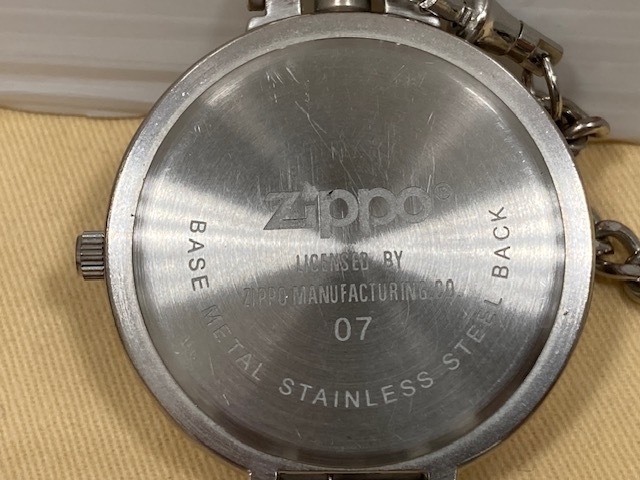 Zippo®
LICENSED BY
ZIPPO MANUFACTURING CO.
07
BASE METAL STAINLESS STEEL BACK